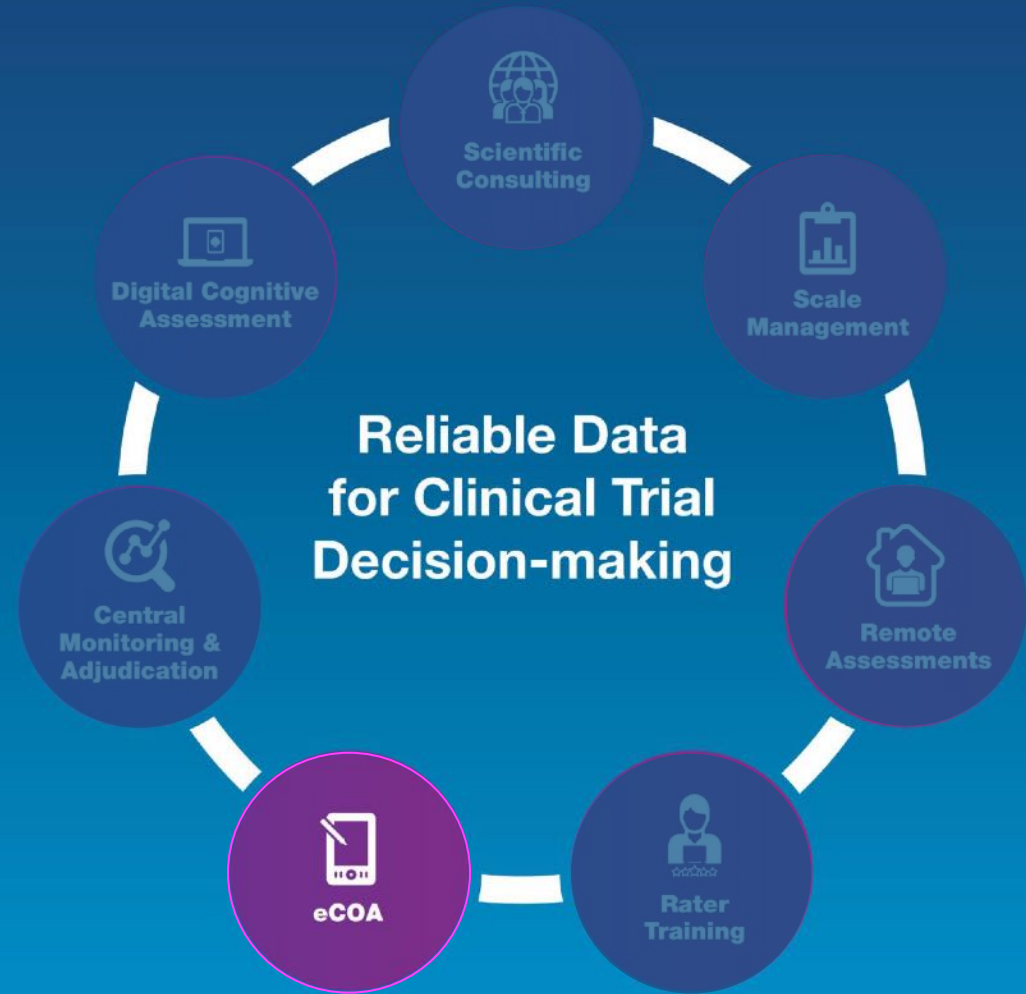 Scientific
Consulting
Digital Cognitive
Assessment
Scale
Management
Reliable Data
for Clinical Trial
Decision-making
Central
Monitoring &
Adjudication
Remote
Assessments
eCOA
Rater
Training